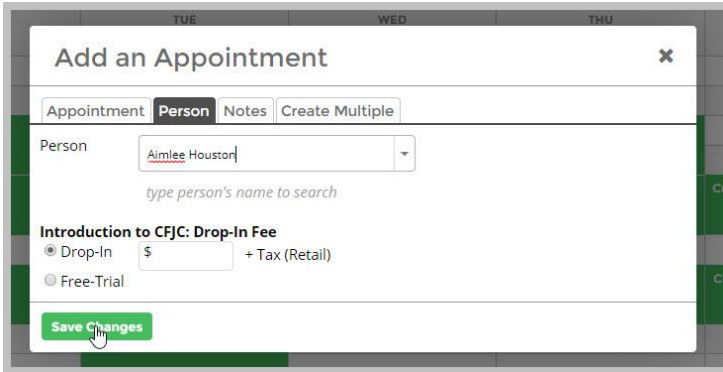 TUE WED THU
Add an Appointment ✖
Appointment Person Notes Create Multiple
Person Aimlee Houston
type person's name to search
Introduction to CFJC: Drop-In Fee
Drop-In $ + Tax (Retail)
Free-Trial
Save Changes